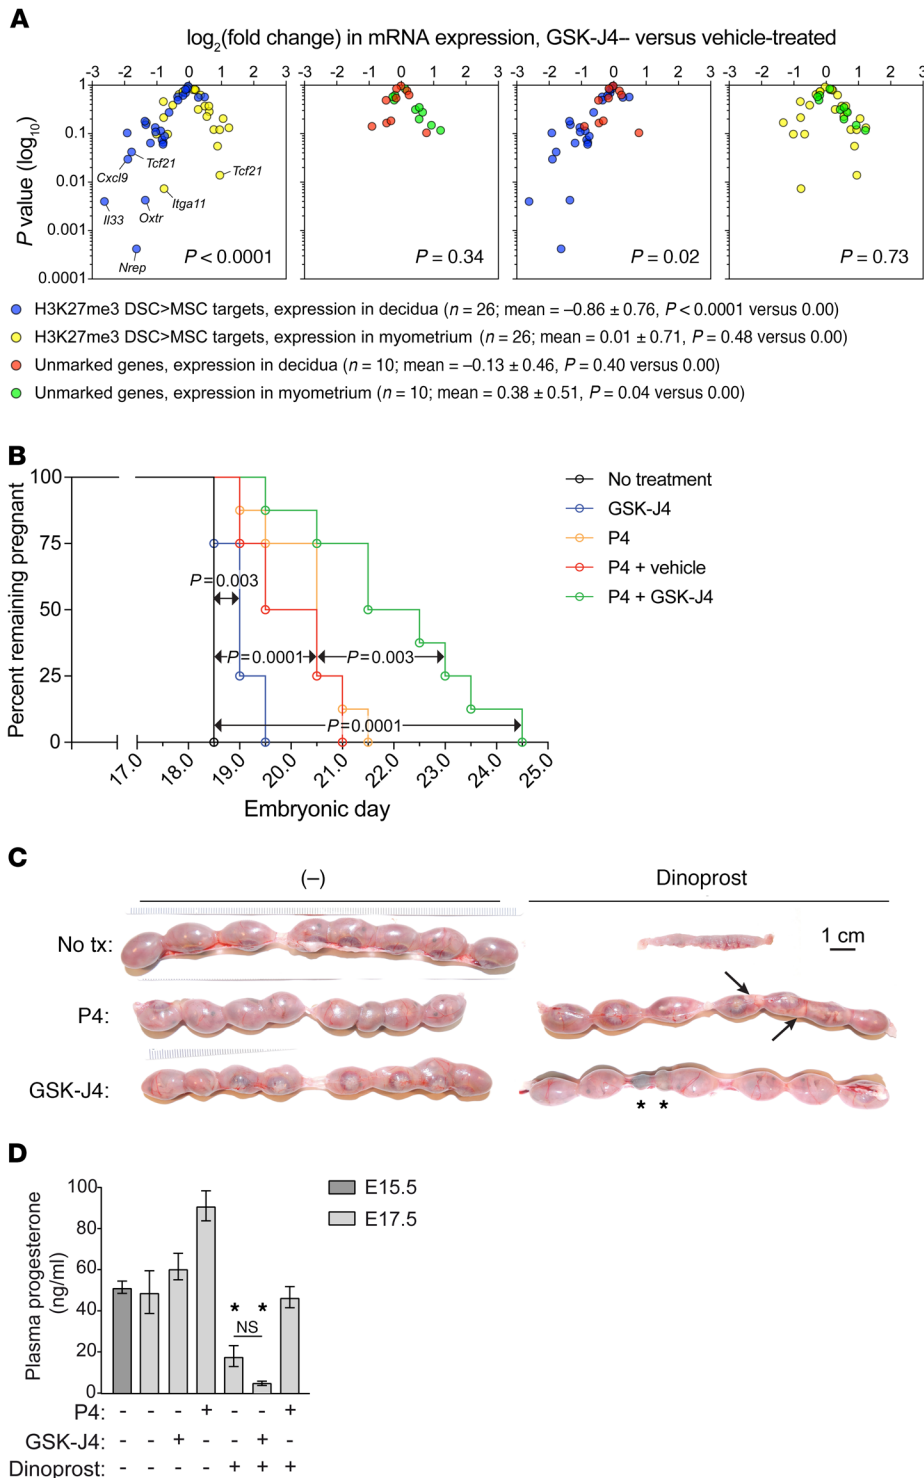 A
log2(fold change) in mRNA expression, GSK-J4– versus vehicle-treated
-3 -2 -1 0 1 2 3 -3 -2 -1 0 1 2 3 -3 -2 -1 0 1 2 3 -3 -2 -1 0 1 2 3
P value (log10)
1
0.1
0.01
0.001
0.0001
Cxcl9 Tcf21 Tcf21
Itga11
Il33 Oxtr
Nrep
P < 0.0001 P = 0.34 P = 0.02 P = 0.73
H3K27me3 DSC>MSC targets, expression in decidua (n = 26; mean = –0.86 ± 0.76, P < 0.0001 versus 0.00)
H3K27me3 DSC>MSC targets, expression in myometrium (n = 26; mean = 0.01 ± 0.71, P = 0.48 versus 0.00)
Unmarked genes, expression in decidua (n = 10; mean = –0.13 ± 0.46, P = 0.40 versus 0.00)
Unmarked genes, expression in myometrium (n = 10; mean = 0.38 ± 0.51, P = 0.04 versus 0.00)
B
Percent remaining pregnant
100
75
50
25
0
P = 0.003
P = 0.0001 P = 0.003
P = 0.0001
17.0 18.0 19.0 20.0 21.0 22.0 23.0 24.0 25.0
Embryonic day
No treatment
GSK-J4
P4
P4 + vehicle
P4 + GSK-J4
C
(–) Dinoprost
No tx:
1 cm
P4:
GSK-J4:
* *
D
Plasma progesterone
(ng/ml)
100
80
60
40
20
0
E15.5
E17.5
* *
NS
P4: - - - + - - +
GSK-J4: - - + - - + -
Dinoprost: - - - - + + +